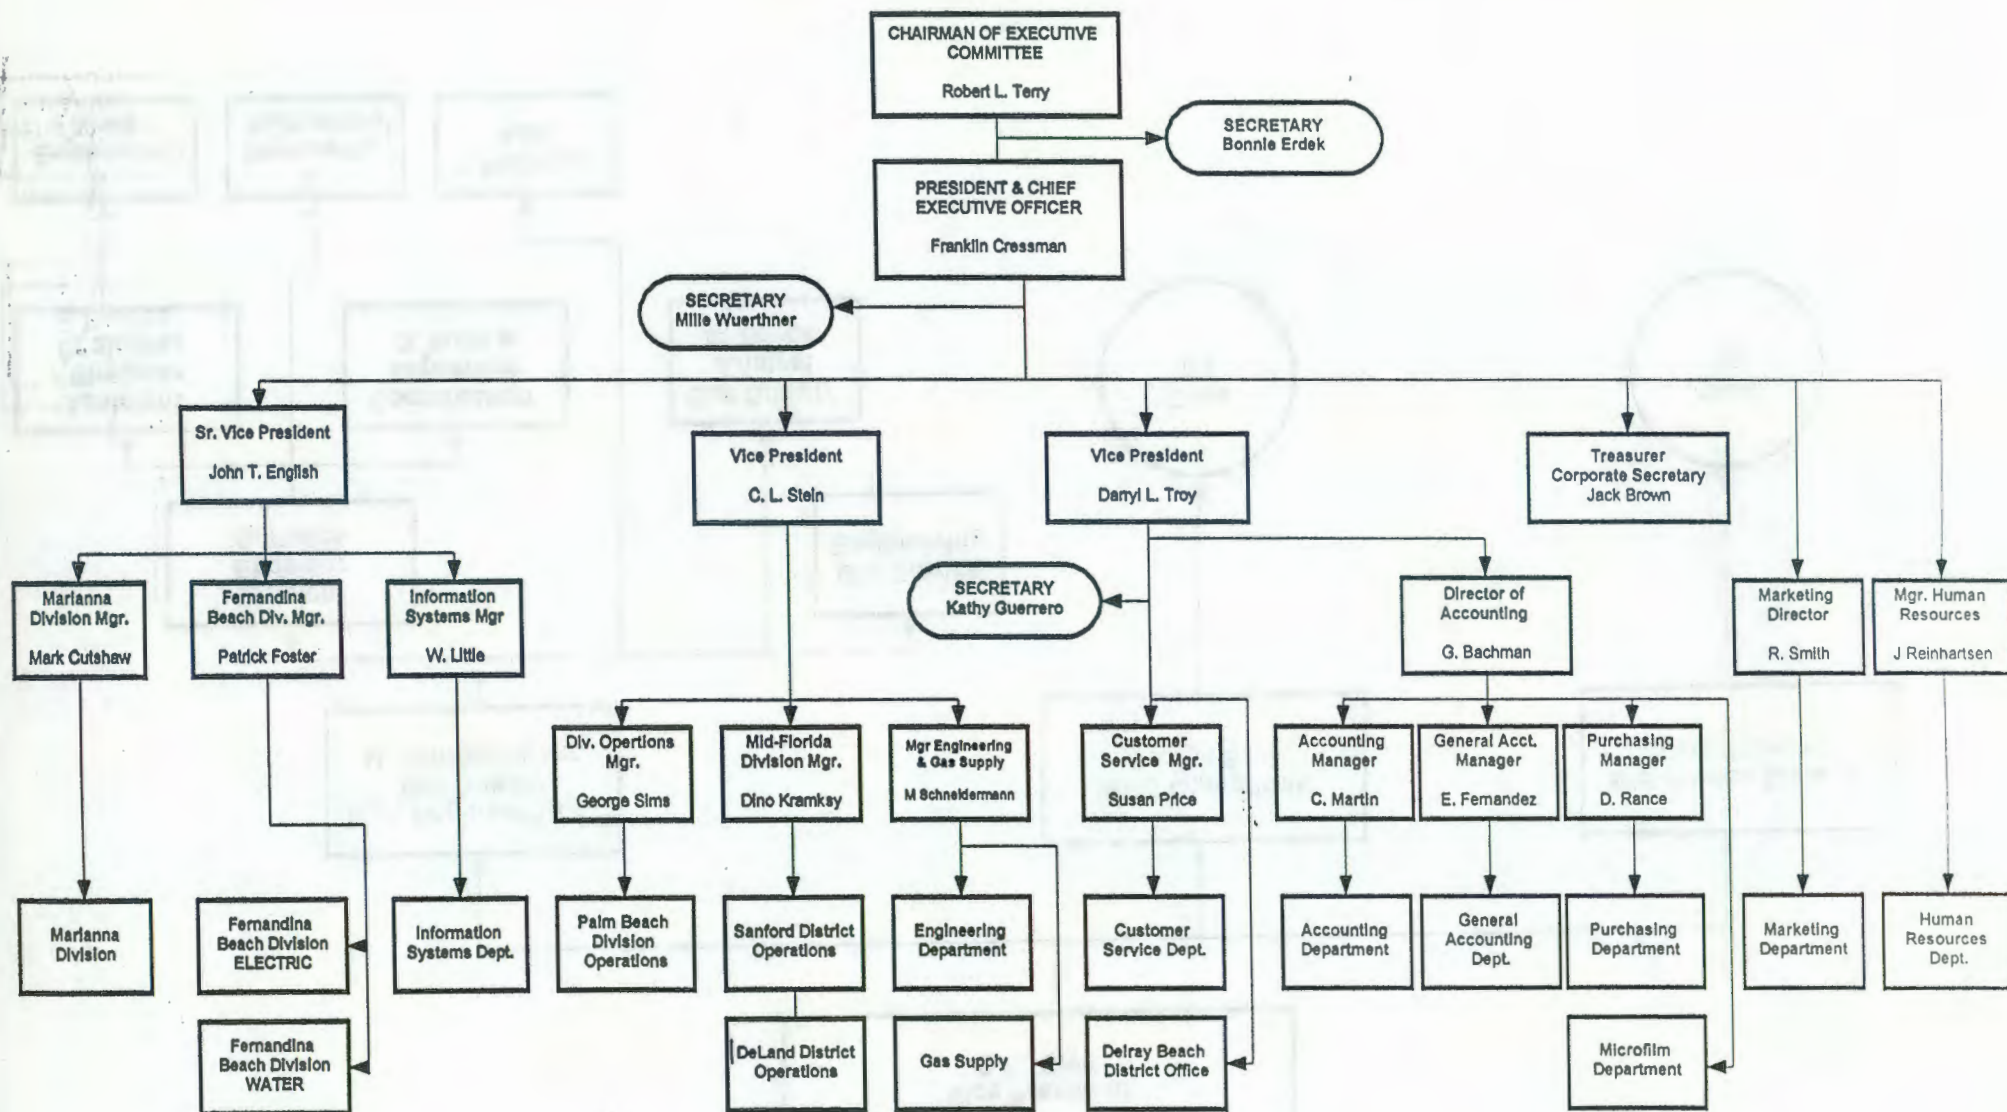 CHAIRMAN OF EXECUTIVE
COMMITTEE
Robert L. Terry
SECRETARY
Bonnie Erdek
PRESIDENT & CHIEF
EXECUTIVE OFFICER
Franklin Cressman
SECRETARY
Millie Wuerthner
Sr. Vice President
John T. English
Vice President
C. L. Stein
Vice President
Darryl L. Troy
Treasurer
Corporate Secretary
Jack Brown
Marianna
Division Mgr.
Mark Cutshaw
Fernandina
Beach Div. Mgr.
Patrick Foster
Information
Systems Mgr
W. Little
SECRETARY
Kathy Guerrero
Director of
Accounting
G. Bachman
Marketing
Director
R. Smith
Mgr. Human
Resources
J Reinhartsen
Div. Opertions
Mgr.
George Sims
Mid-Florida
Division Mgr.
Dino Kramksy
Mgr Engineering
& Gas Supply
M Schneidermann
Customer
Service Mgr.
Susan Price
Accounting
Manager
C. Martin
General Acct.
Manager
E. Fernandez
Purchasing
Manager
D. Rance
Marianna
Division
Fernandina
Beach Division
ELECTRIC
Information
Systems Dept.
Palm Beach
Division
Operations
Sanford District
Operations
Engineering
Department
Customer
Service Dept.
Accounting
Department
General
Accounting
Dept.
Purchasing
Department
Marketing
Department
Human
Resources
Dept.
Fernandina
Beach Division
WATER
DeLand District
Operations
Gas Supply
Delray Beach
District Office
Microfilm
Department